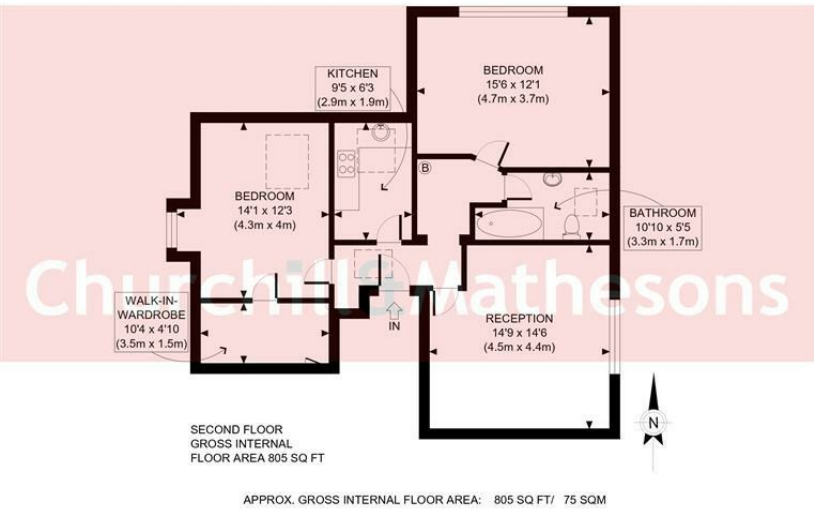 KITCHEN
9'5 x 6'3
(2.9m x 1.9m)
BEDROOM
15'6 x 12'1
(4.7m x 3.7m)
B
BEDROOM
14'1 x 12'3
(4.3m x 4m)
BATHROOM
10'10 x 5'5
(3.3m x 1.7m)
Churchill&Mathesons
WALK-IN-
WARDROBE
10'4 x 4'10
(3.5m x 1.5m)
IN
RECEPTION
14'9 x 14'6
(4.5m x 4.4m)
N
SECOND FLOOR
GROSS INTERNAL
FLOOR AREA 805 SQ FT
APPROX. GROSS INTERNAL FLOOR AREA: 805 SQ FT/ 75 SQM